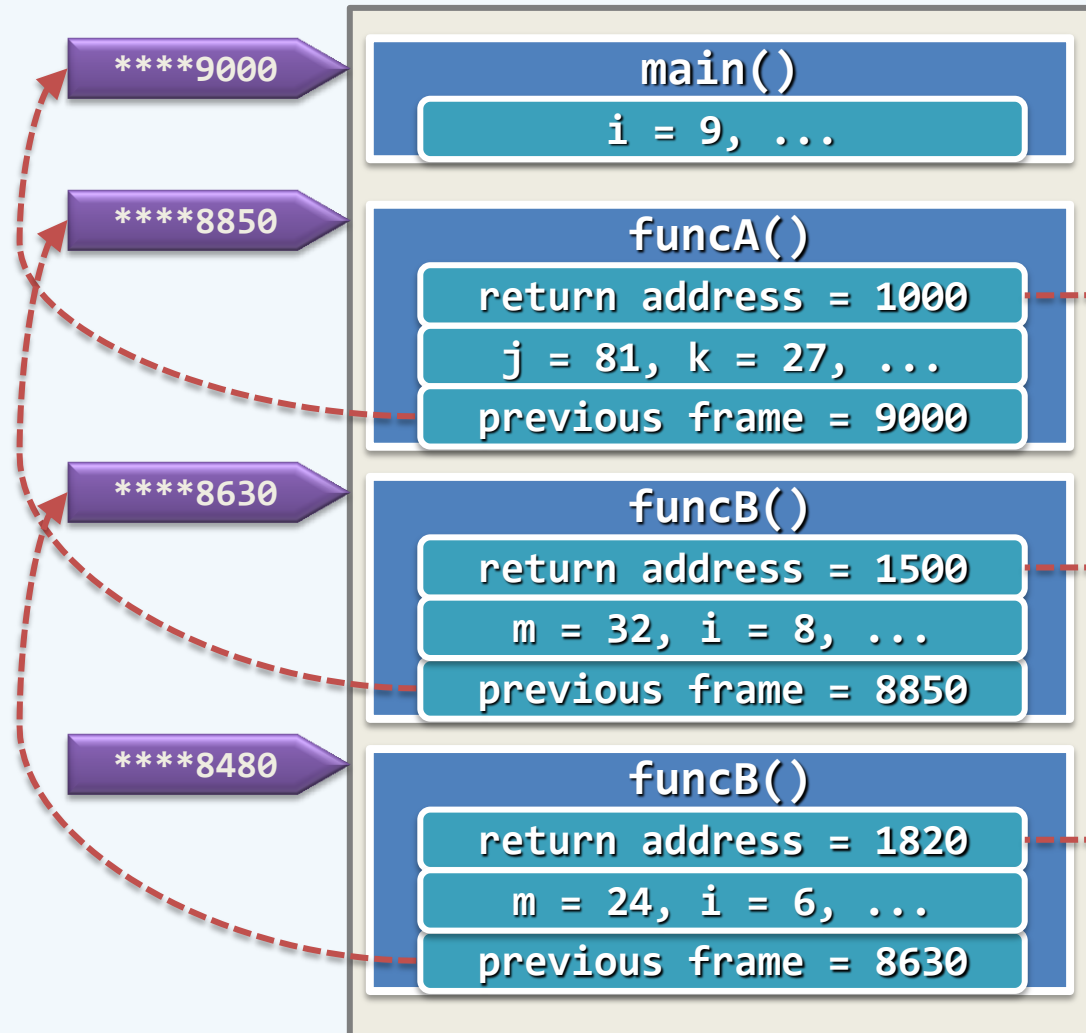 ****9000
main()
i = 9, ...
****8850
funcA()
return address = 1000
j = 81, k = 27, ...
previous frame = 9000
****8630
funcB()
return address = 1500
m = 32, i = 8, ...
previous frame = 8850
****8480
funcB()
return address = 1820
m = 24, i = 6, ...
previous frame = 8630